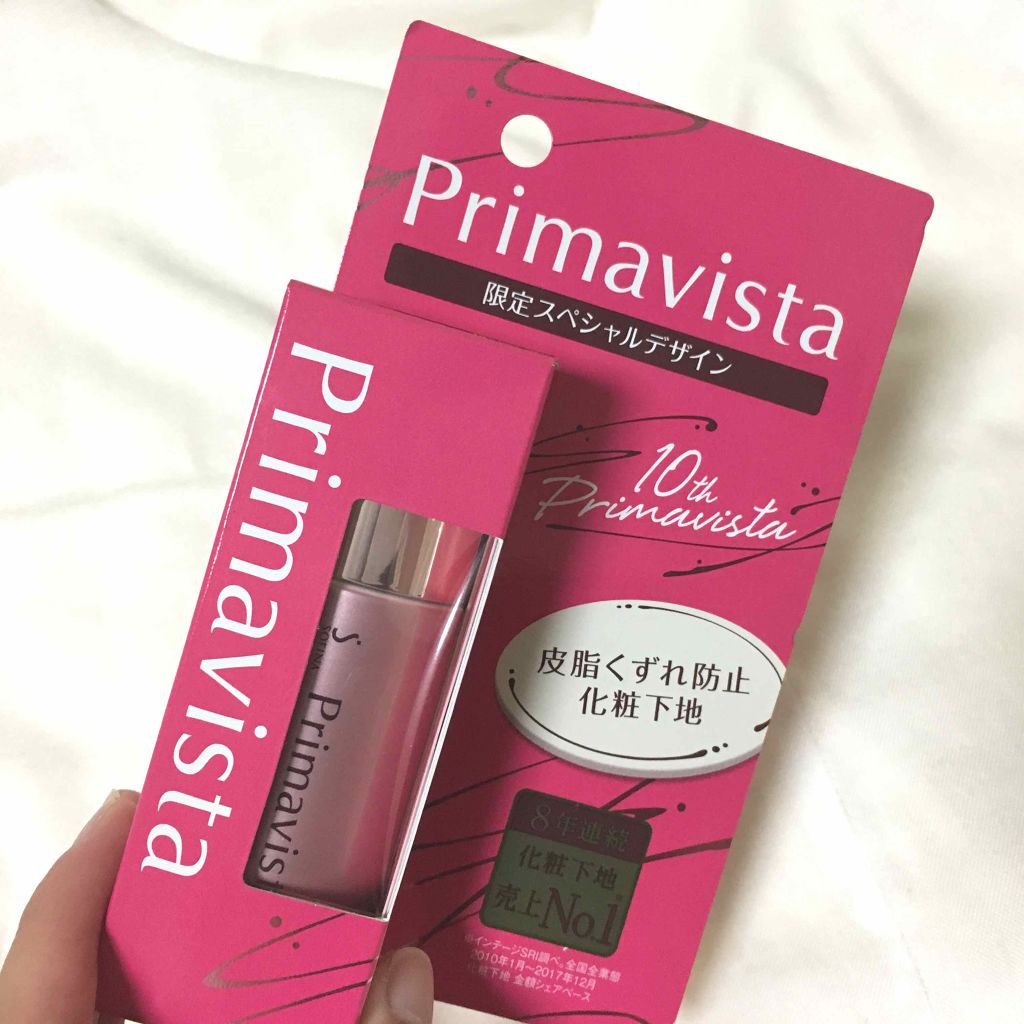 Primavista
限定スペシャルデザイン
10th
Primavista
皮脂くずれ防止
化粧下地
8年連続
化粧下地
売上No.1
※インテージSRI調べ。全国全業態
2010年1月〜2017年12月
化粧下地 金額シェアベース
Primavista
SOFINA
Primavist